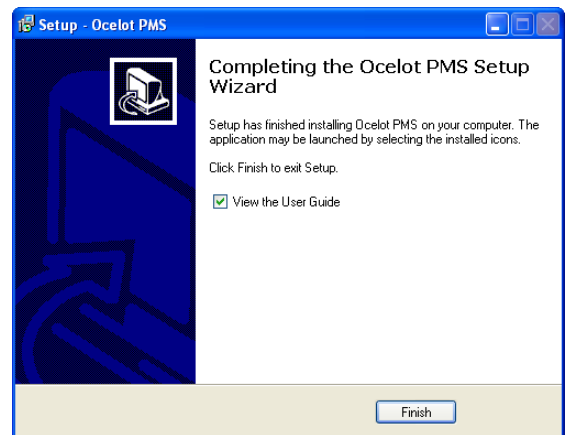 Setup - Ocelot PMS
Completing the Ocelot PMS Setup
Wizard
Setup has finished installing Ocelot PMS on your computer. The
application may be launched by selecting the installed icons.
Click Finish to exit Setup.
View the User Guide
Finish